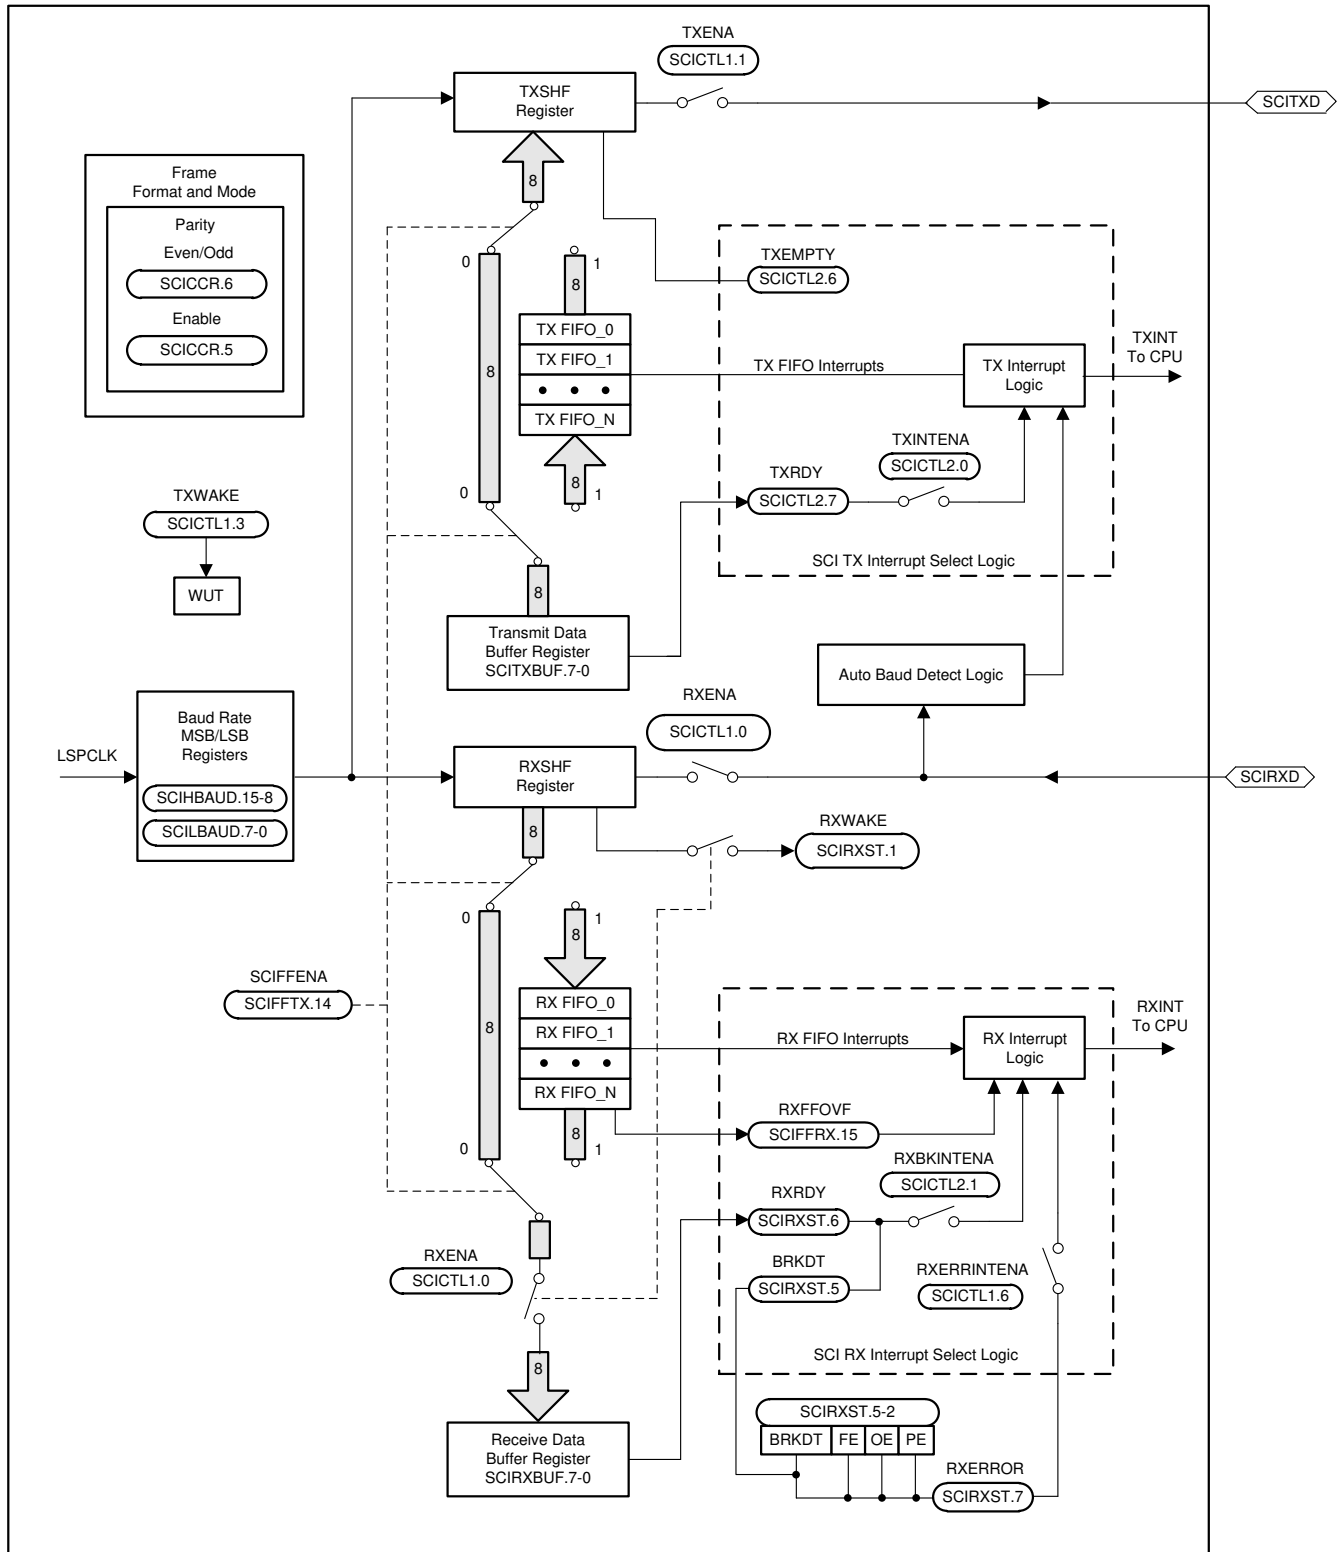 TXENA
SCICTL1.1
TXSHF
Register
SCITXD
Frame
Format and Mode
Parity
Even/Odd
SCICCR.6
Enable
SCICCR.5
8
0
1
8
8
TX FIFO_0
TX FIFO_1
TX FIFO_N
8
0
1
TXEMPTY
SCICTL2.6
TX FIFO Interrupts
TX Interrupt
Logic
TXINT
To CPU
TXINTENA
SCICTL2.0
TXRDY
SCICTL2.7
SCI TX Interrupt Select Logic
TXWAKE
SCICTL1.3
WUT
8
Transmit Data
Buffer Register
SCITXBUF.7-0
Auto Baud Detect Logic
RXENA
SCICTL1.0
LSPCLK
Baud Rate
MSB/LSB
Registers
SCIHBAUD.15-8
SCILBAUD.7-0
RXSHF
Register
SCIRXD
8
RXWAKE
SCIRXST.1
0
1
8
SCIFFENA
SCIFFTX.14
8
RX FIFO_0
RX FIFO_1
RX FIFO_N
8
0
1
RX FIFO Interrupts
RX Interrupt
Logic
RXINT
To CPU
RXFFOVF
SCIFFRX.15
RXBKINTENA
SCICTL2.1
RXRDY
SCIRXST.6
BRKDT
SCIRXST.5
RXERRINTENA
SCICTL1.6
SCI RX Interrupt Select Logic
RXENA
SCICTL1.0
8
Receive Data
Buffer Register
SCIRXBUF.7-0
SCIRXST.5-2
BRKDT FE OE PE
RXERROR
SCIRXST.7